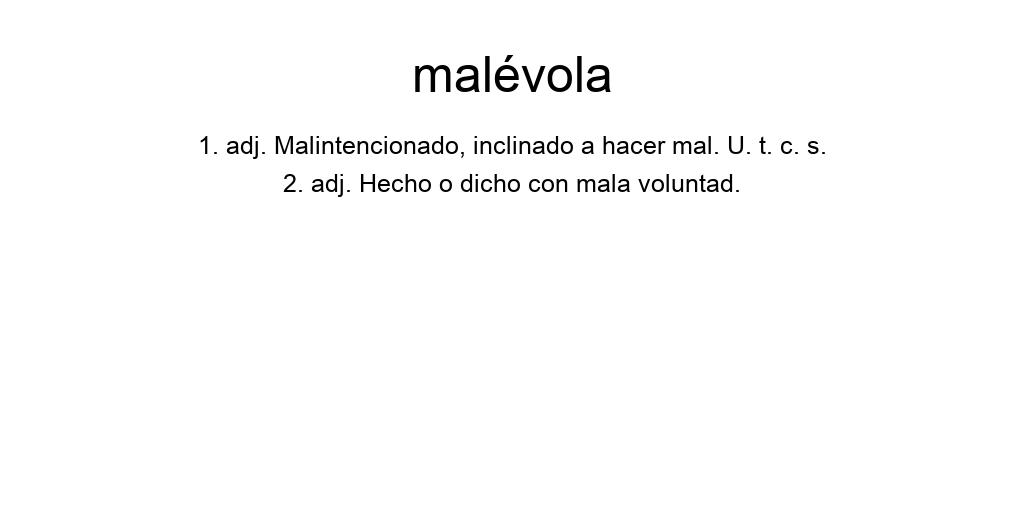 malévola
1. adj. Malintencionado, inclinado a hacer mal. U. t. c. s.
2. adj. Hecho o dicho con mala voluntad.